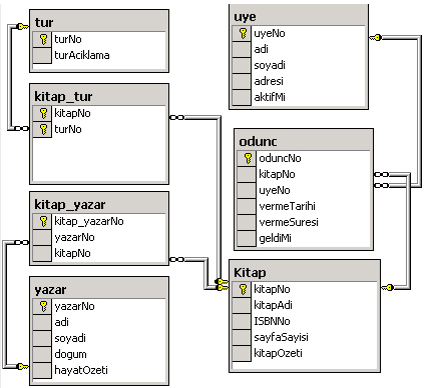 tur
turNo
turAciklama
kitap_tur
kitapNo
turNo
kitap_yazar
kitap_yazarNo
yazarNo
kitapNo
yazar
yazarNo
adi
soyadi
dogum
hayatOzeti
uye
uyeNo
adi
soyadi
adresi
aktifMi
odunc
oduncNo
kitapNo
uyeNo
vermeTarihi
vermeSuresi
geldiMi
Kitap
kitapNo
kitapAdi
ISBNNo
sayfaSayisi
kitapOzeti